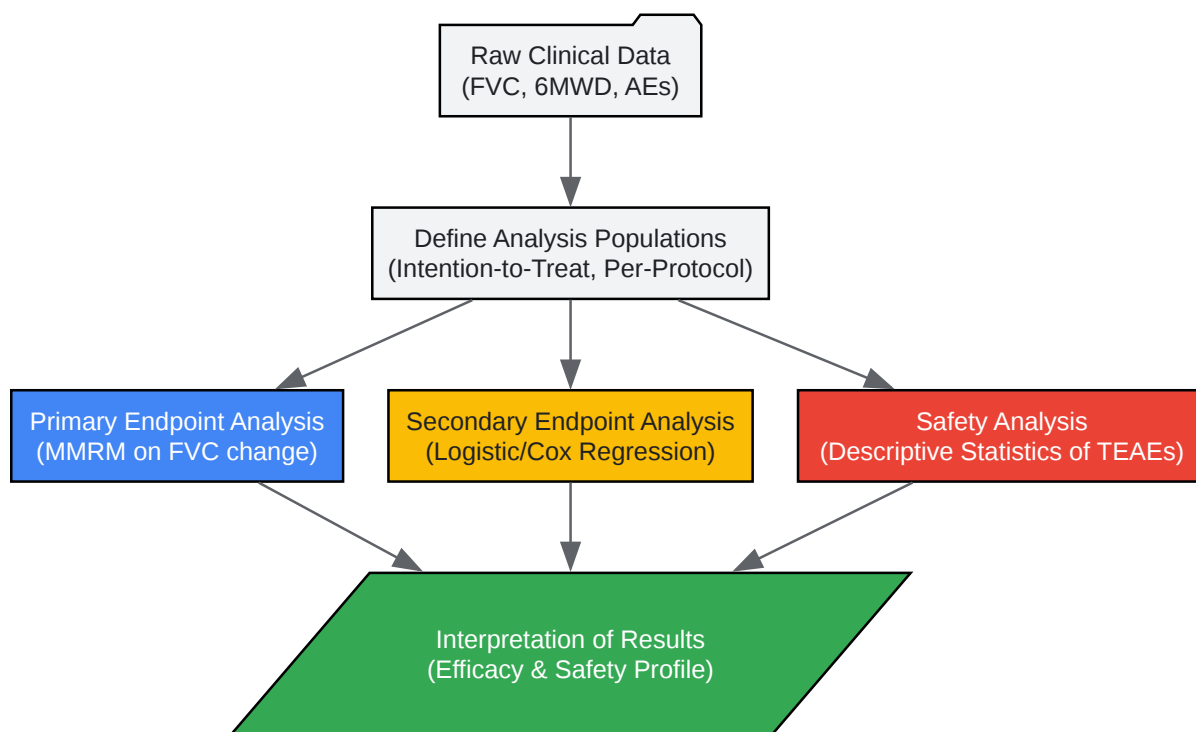 Raw Clinical Data
(FVC, 6MWD, AEs)
Define Analysis Populations
(Intention-to-Treat, Per-Protocol)
Primary Endpoint Analysis
(MMRM on FVC change)
Secondary Endpoint Analysis
(Logistic/Cox Regression)
Safety Analysis
(Descriptive Statistics of TEAEs)
Interpretation of Results
(Efficacy & Safety Profile)